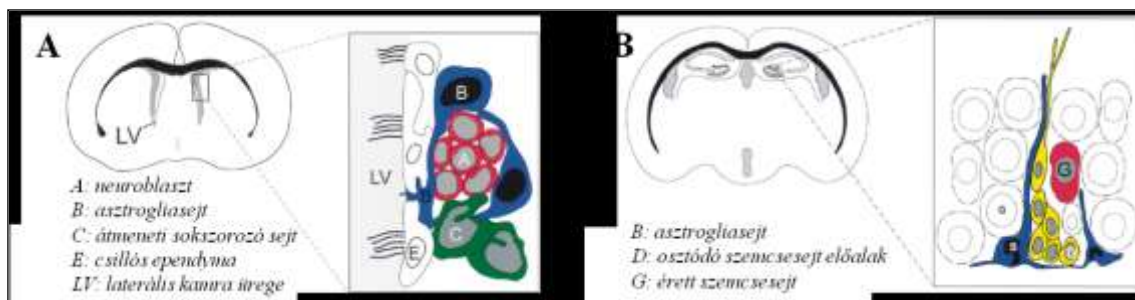 A
LV
B
A
LV
C
E
A: neuroblaszt
B: asztrogliasejt
C: átmeneti sokszorozó sejt
E: csillós ependyma
LV: laterális kamra ürege
B
G
B: asztrogliasejt
D: osztódó szemcsesejt előalak
G: érett szemcsesejt